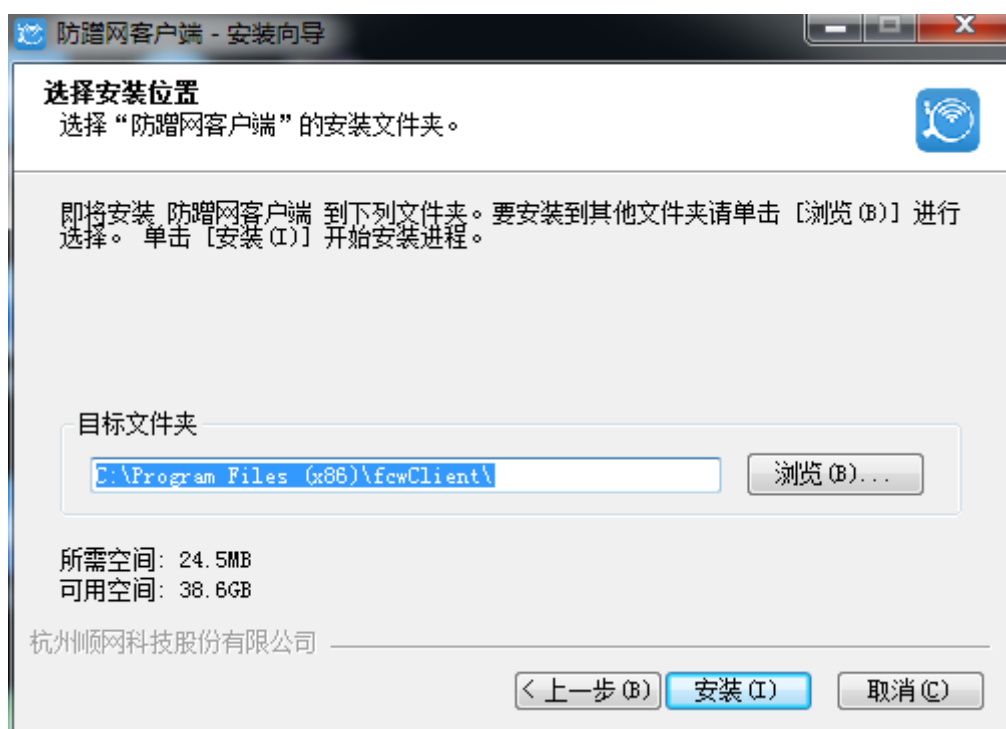 防蹭网客户端 - 安装向导
选择安装位置
选择“防蹭网客户端”的安装文件夹。
即将安装 防蹭网客户端 到下列文件夹。要安装到其他文件夹请单击 [浏览(B)] 进行
选择。 单击 [安装(I)] 开始安装进程。
目标文件夹
C:\Program Files (x86)\fcwClient\
浏览(B)...
所需空间: 24.5MB
可用空间: 38.6GB
杭州顺网科技股份有限公司
< 上一步(B)
安装(I)
取消(C)